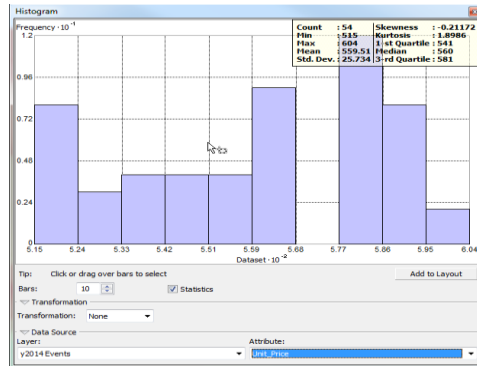 Histogram
Frequency · 10 -1
Count : 54 Skewness : -0.21172
Min : 515 Kurtosis : 1.8986
Max : 604 1-st Quartile : 541
Mean : 559.51 Median : 560
Std. Dev. : 25.734 3-rd Quartile : 581
1.2
0.96
0.72
0.48
0.24
0
5.15 5.24 5.33 5.42 5.51 5.59 5.68 5.77 5.86 5.95 6.04
Dataset · 10 -2
Tip: Click or drag over bars to select
Add to Layout
Bars: 10 Statistics
Transformation
Transformation: None
Data Source
Layer: Attribute:
y2014 Events Unit_Price